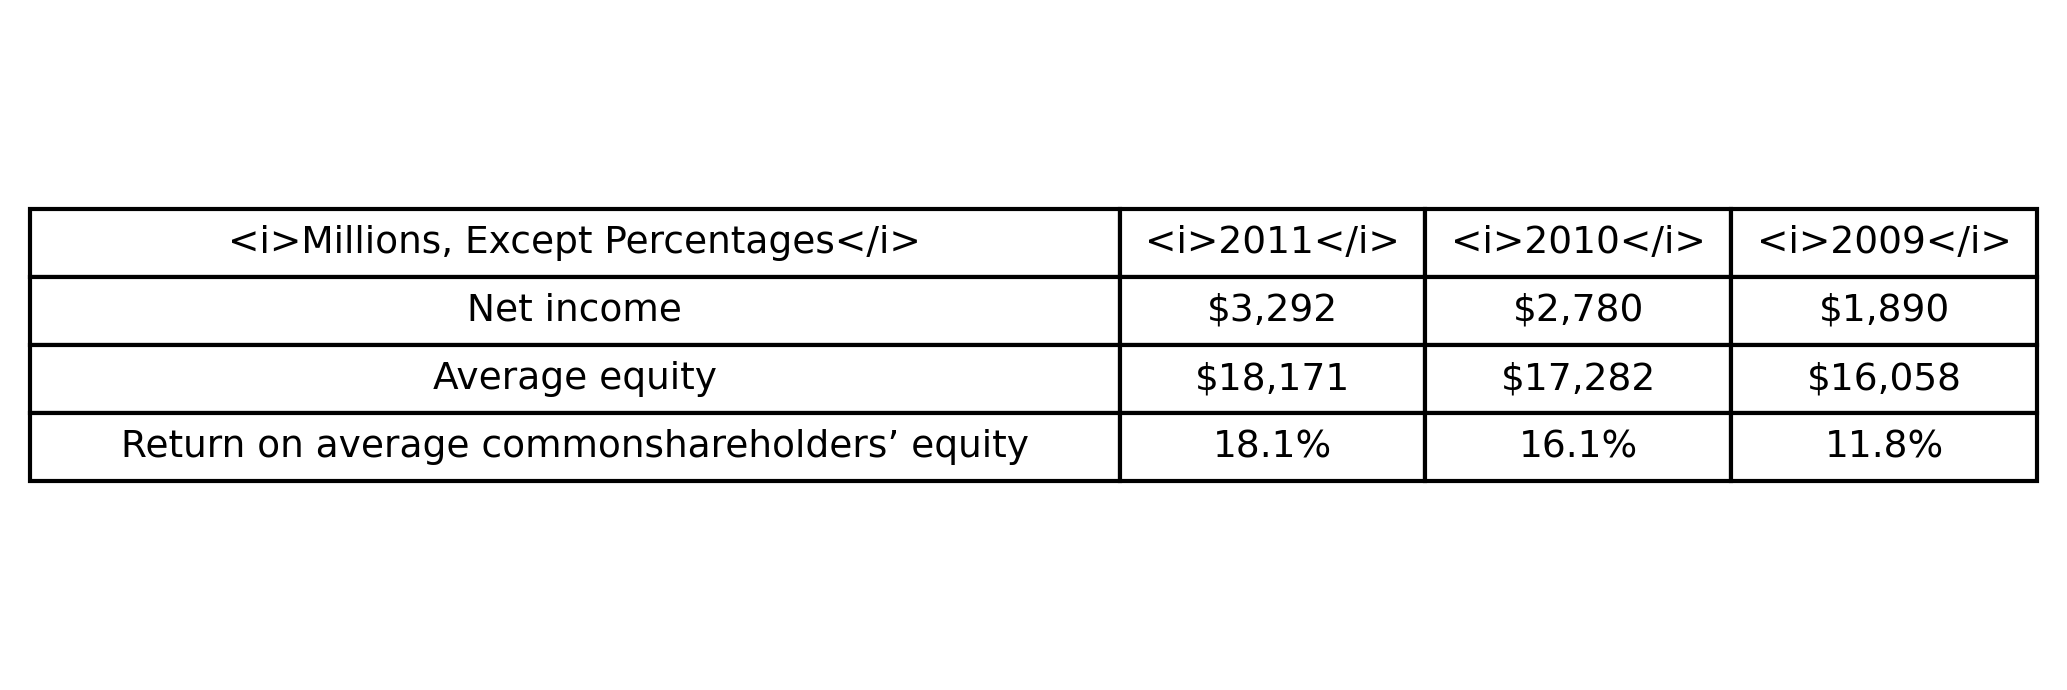 <i>Millions, Except Percentages</i> <i>2011</i> <i>2010</i> <i>2009</i>
Net income $3,292 $2,780 $1,890
Average equity $18,171 $17,282 $16,058
Return on average commonshareholders’ equity 18.1% 16.1% 11.8%